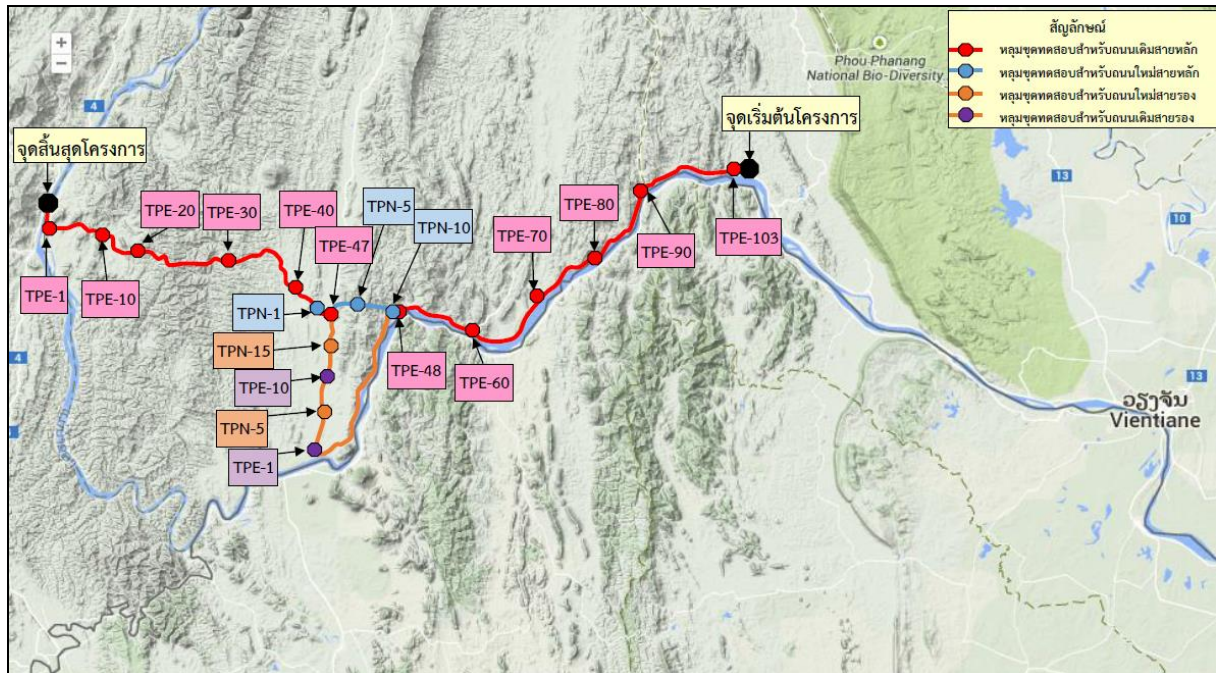 สัญลักษณ์
หลุมขุดทดสอบสำหรับถนนเดิมสายหลัก
หลุมขุดทดสอบสำหรับถนนใหม่สายหลัก
หลุมขุดทดสอบสำหรับถนนใหม่สายรอง
หลุมขุดทดสอบสำหรับถนนเดิมสายรอง
+
−
4
Phou-Phanang
National Bio-Diversity
จุดสิ้นสุดโครงการ
จุดเริ่มต้นโครงการ
13
10
TPE-20
TPE-30
TPE-40
TPN-5
TPN-10
TPE-47
TPE-80
TPE-70
TPE-90
TPE-103
TPE-1
TPE-10
TPN-1
TPN-15
TPE-48
TPE-60
4
TPE-10
13
TPN-5
ວຽງຈັນ
Vientiane
TPE-1